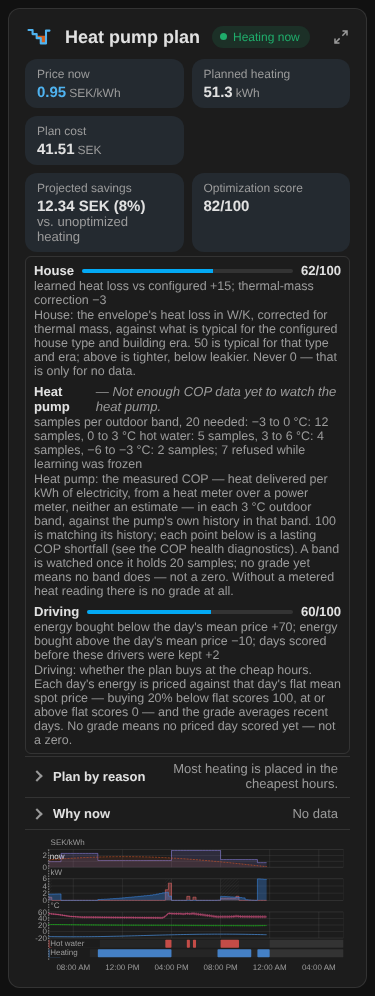 Heat pump plan
Heating now
Price now
0.95 SEK/kWh
Planned heating
51.3 kWh
Plan cost
41.51 SEK
Projected savings
12.34 SEK (8%)
vs. unoptimized
heating
Optimization score
82/100
House 62/100
learned heat loss vs configured +15; thermal-mass
correction −3
House: the envelope's heat loss in W/K, corrected for
thermal mass, against what is typical for the configured
house type and building era. 50 is typical for that type
and era; above is tighter, below leakier. Never 0 — that
is only for no data.
Heat
pump
— Not enough COP data yet to watch the
heat pump.
samples per outdoor band, 20 needed: −3 to 0 °C: 12
samples, 0 to 3 °C hot water: 5 samples, 3 to 6 °C: 4
samples, −6 to −3 °C: 2 samples; 7 refused while
learning was frozen
Heat pump: the measured COP — heat delivered per
kWh of electricity, from a heat meter over a power
meter, neither an estimate — in each 3 °C outdoor
band, against the pump's own history in that band. 100
is matching its history; each point below is a lasting
COP shortfall (see the COP health diagnostics). A band
is watched once it holds 20 samples; no grade yet
means no band does — not a zero. Without a metered
heat reading there is no grade at all.
Driving 60/100
energy bought below the day's mean price +70; energy
bought above the day's mean price −10; days scored
before these drivers were kept +2
Driving: whether the plan buys at the cheap hours.
Each day's energy is priced against that day's flat mean
spot price — buying 20% below flat scores 100, at or
above flat scores 0 — and the grade averages recent
days. No grade means no priced day scored yet — not
a zero.
Plan by reason
Most heating is placed in the
cheapest hours.
Why now
No data
SEK/kWh
2
now
0
kW
6
4
2
0
°C
60
40
20
-20
Hot water
Heating
08:00 AM 12:00 PM 04:00 PM 08:00 PM 12:00 AM 04:00 AM